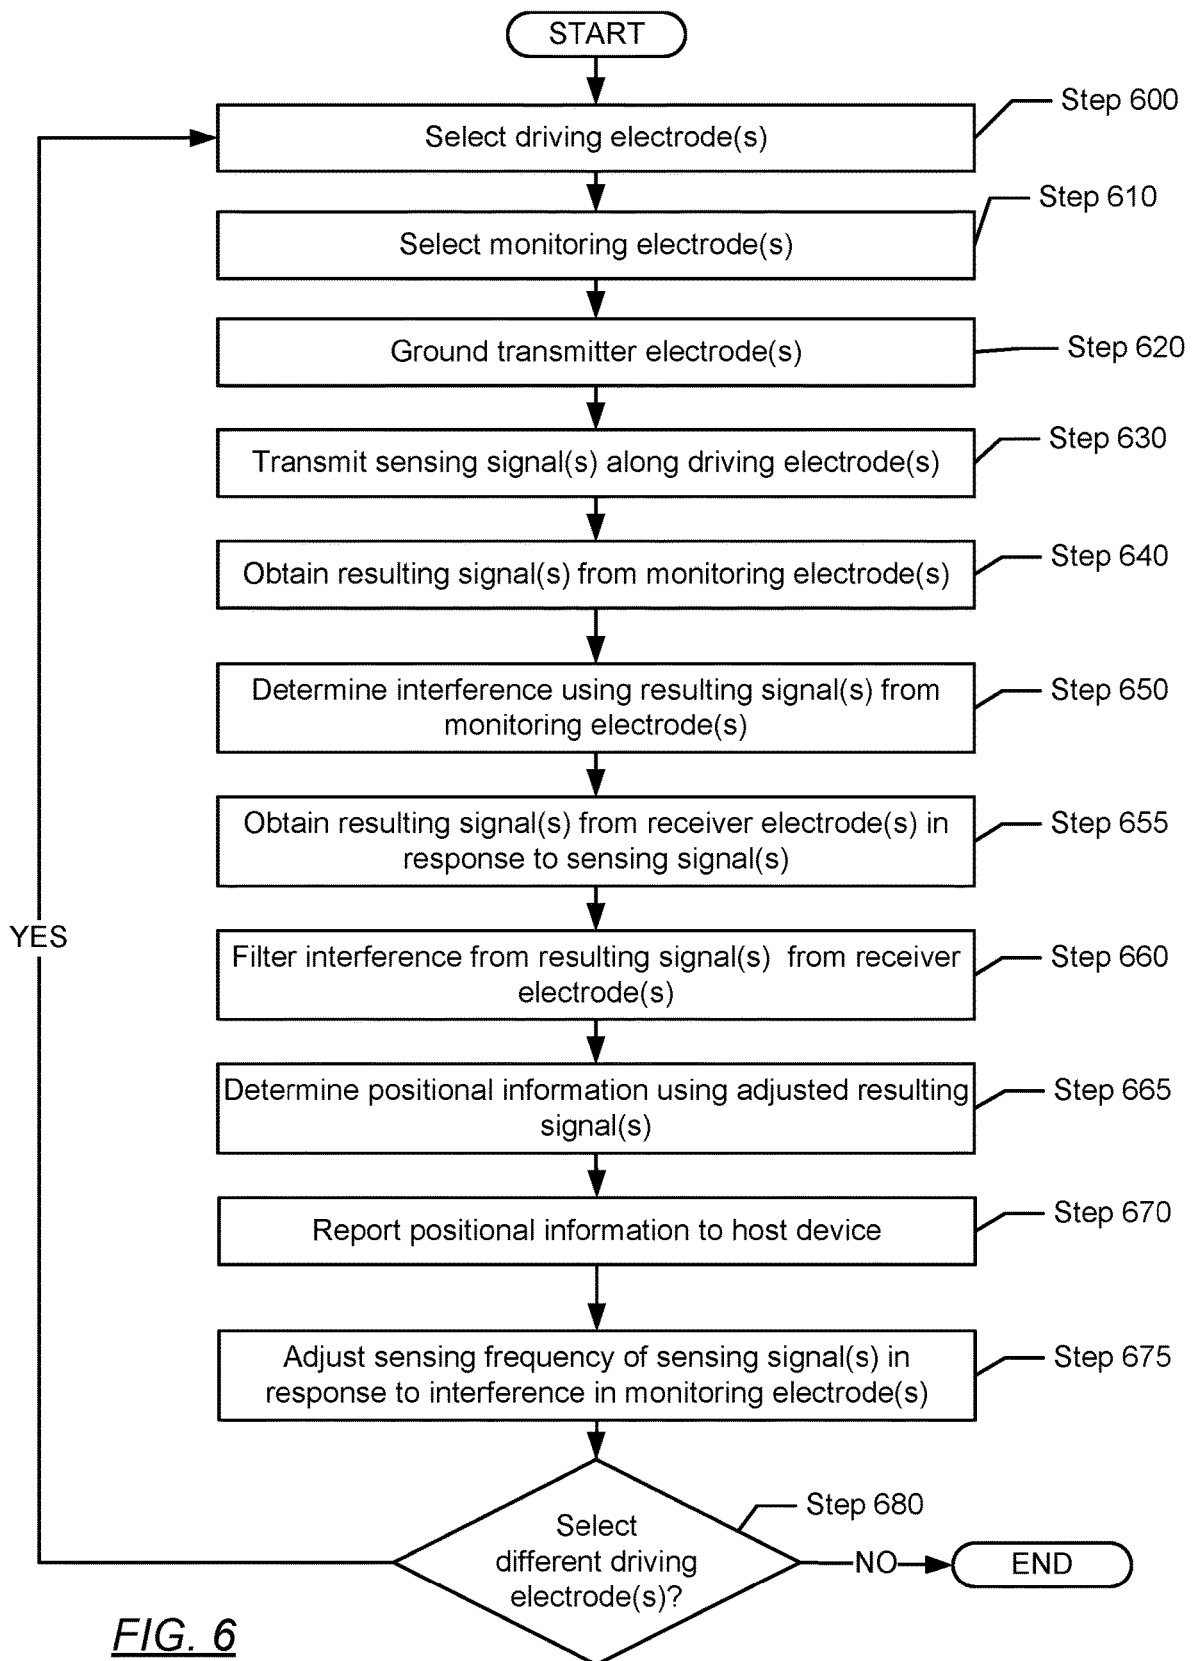 START
Select driving electrode(s)
Step 600
Select monitoring electrode(s)
Step 610
Ground transmitter electrode(s)
Step 620
Transmit sensing signal(s) along driving electrode(s)
Step 630
Obtain resulting signal(s) from monitoring electrode(s)
Step 640
Determine interference using resulting signal(s) from
monitoring electrode(s)
Step 650
Obtain resulting signal(s) from receiver electrode(s) in
response to sensing signal(s)
Step 655
YES
Filter interference from resulting signal(s) from receiver
electrode(s)
Step 660
Determine positional information using adjusted resulting
signal(s)
Step 665
Report positional information to host device
Step 670
Adjust sensing frequency of sensing signal(s) in
response to interference in monitoring electrode(s)
Step 675
Select
different driving
electrode(s)?
Step 680
NO
END
FIG. 6